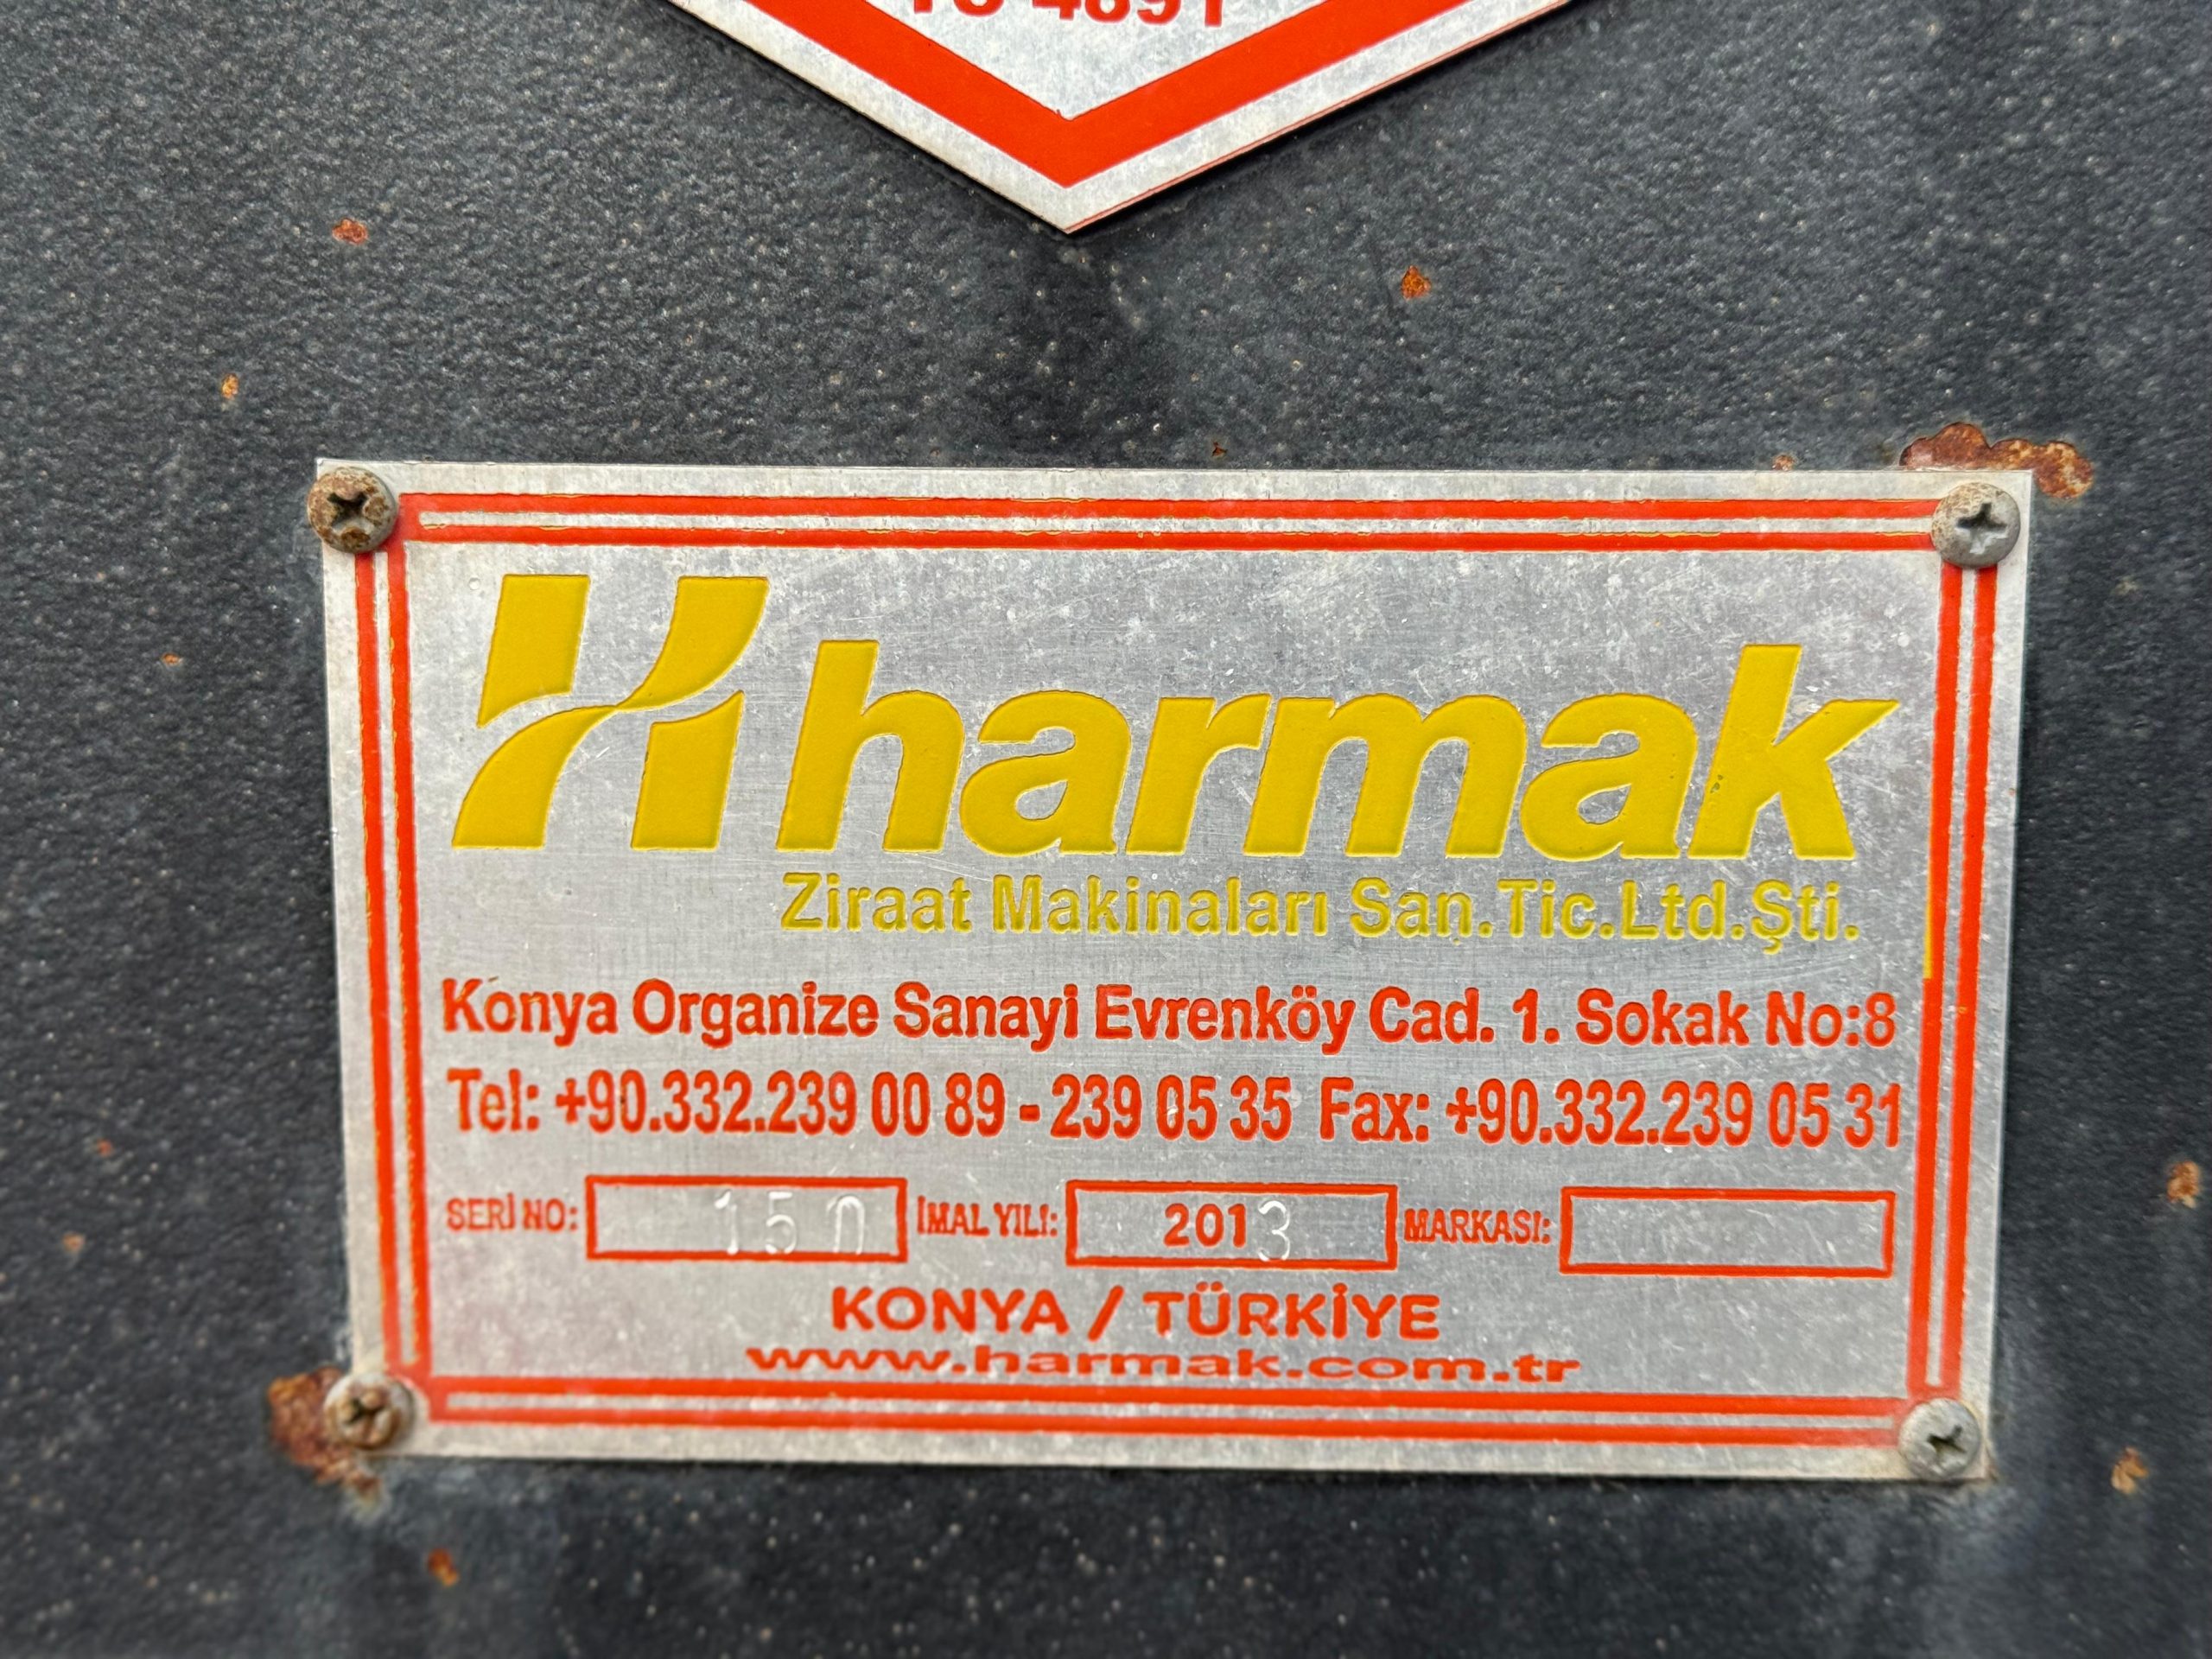 harmak
Ziraat Makinaları San.Tic.Ltd.Şti.
Konya Organize Sanayi Evrenköy Cad. 1. Sokak No:8
Tel: +90.332.239 00 89 - 239 05 35 Fax: +90.332.239 05 31
SERİ NO: İMAL YILI: 2013 MARKASI:
KONYA / TÜRKİYE
www.harmak.com.tr